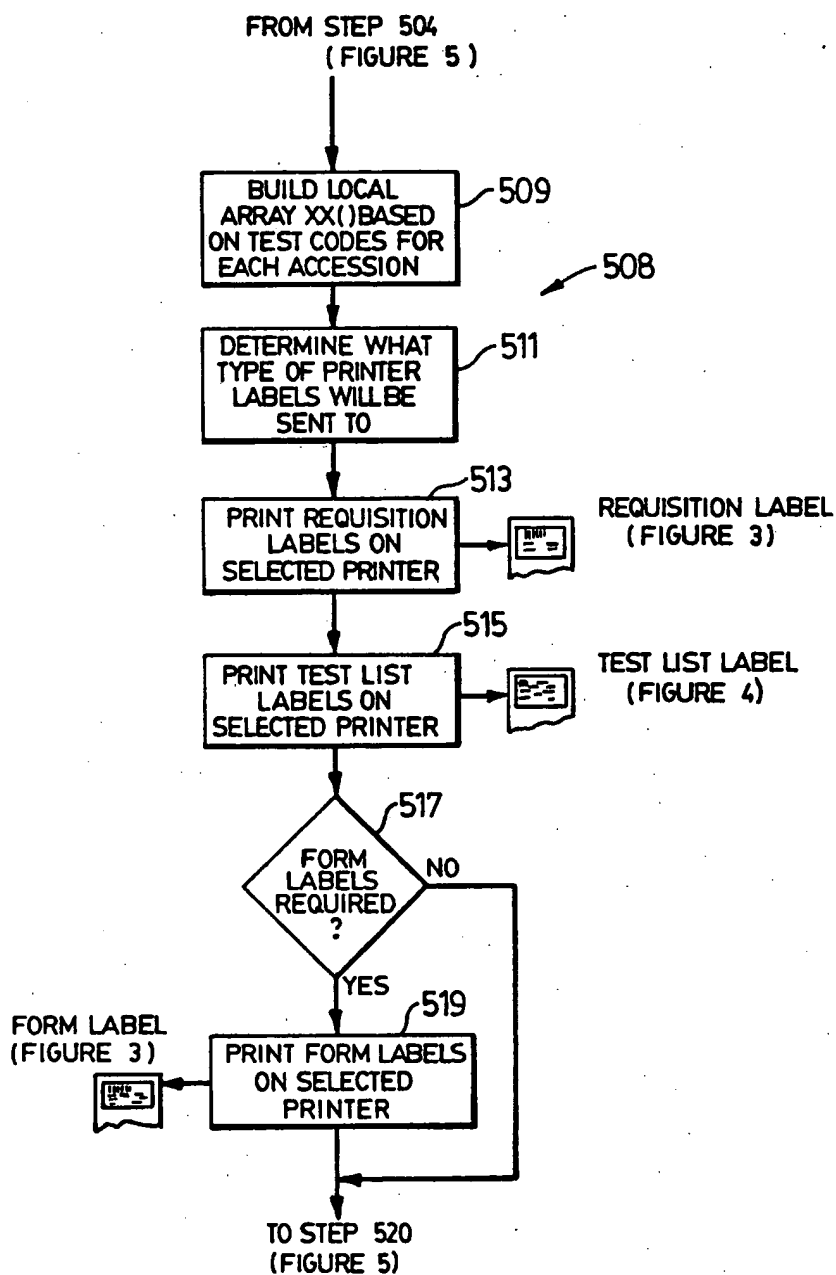 FROM STEP 504
(FIGURE 5)
BUILD LOCAL
ARRAY XX() BASED
ON TEST CODES FOR
EACH ACCESSION
509
508
DETERMINE WHAT
TYPE OF PRINTER
LABELS WILL BE
SENT TO
511
513
PRINT REQUISITION
LABELS ON
SELECTED PRINTER
REQUISITION LABEL
(FIGURE 3)
515
PRINT TEST LIST
LABELS ON
SELECTED PRINTER
TEST LIST LABEL
(FIGURE 4)
517
FORM
LABELS
REQUIRED
?
NO
YES
519
FORM LABEL
(FIGURE 3)
PRINT FORM LABELS
ON SELECTED
PRINTER
TO STEP 520
(FIGURE 5)